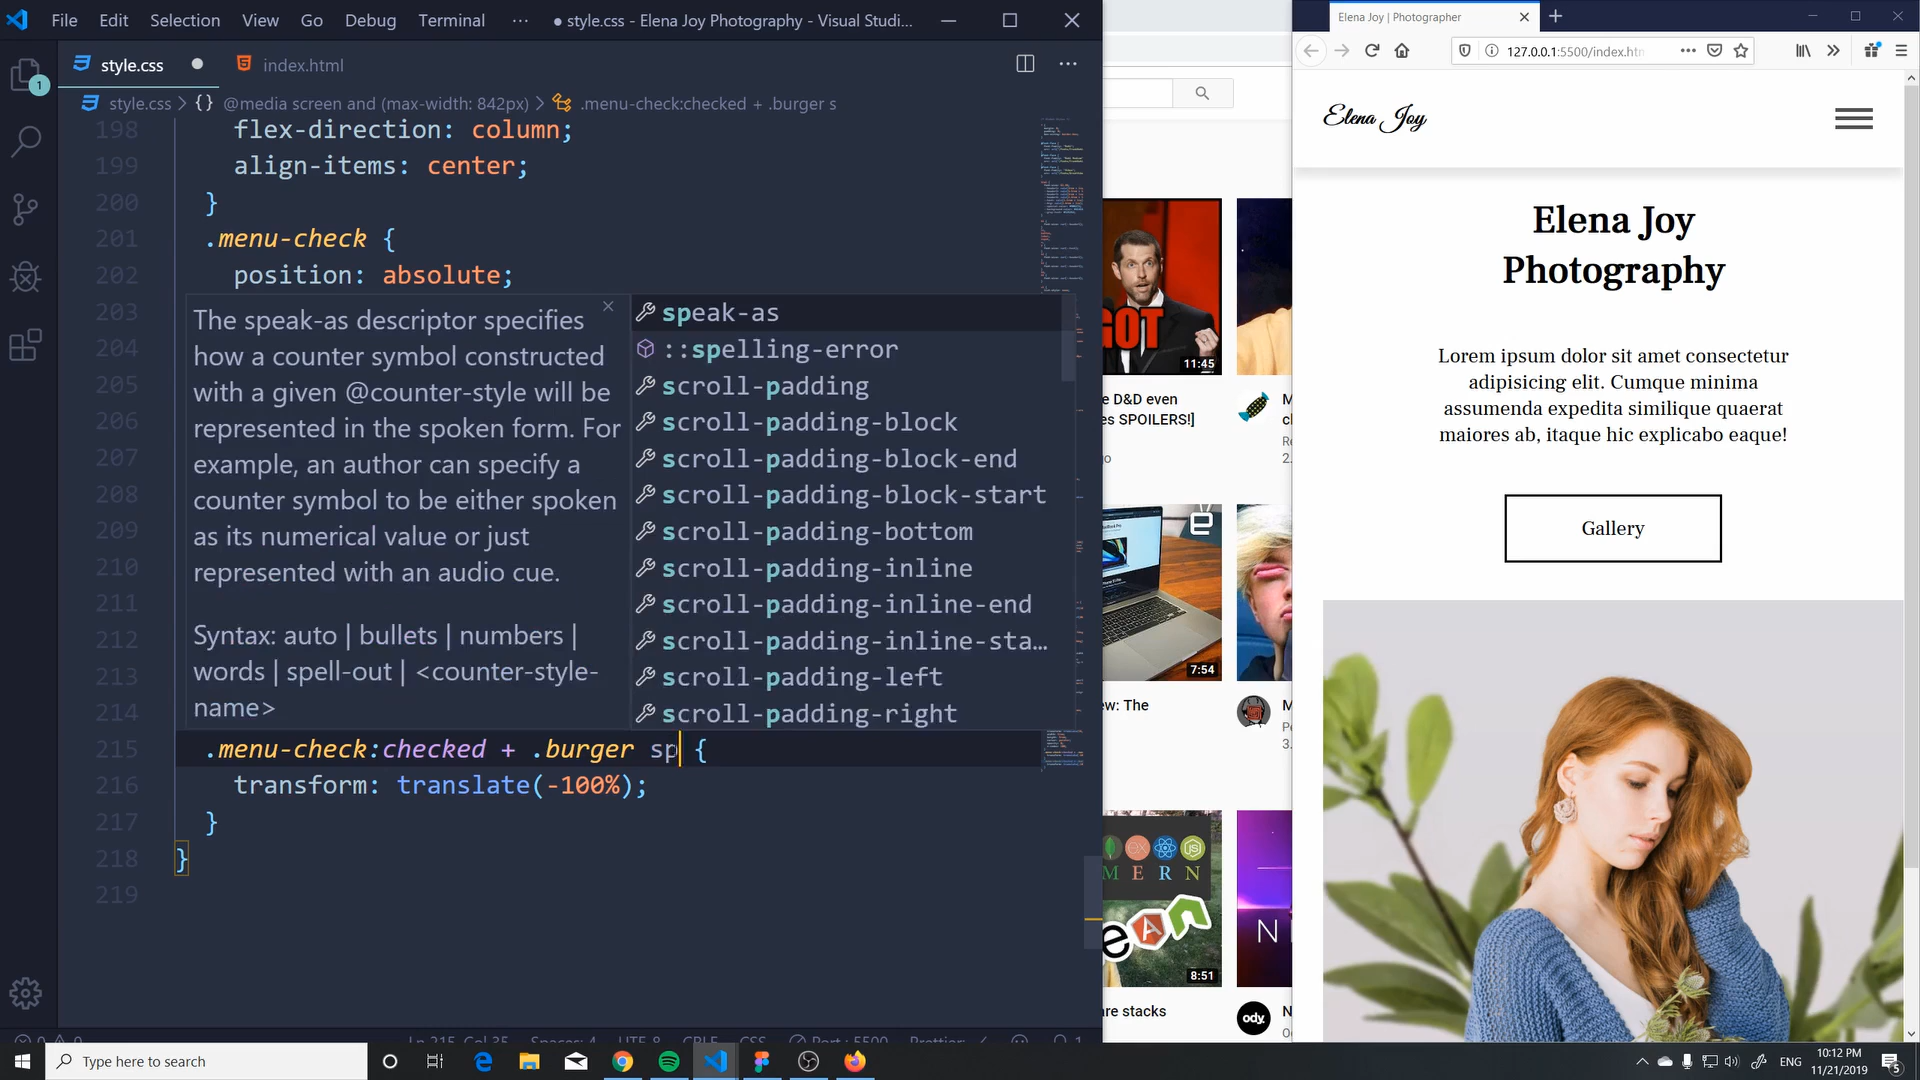 File Edit Selection View Go Debug Terminal ··· ● style.css - Elena Joy Photography - Visual Studi...
style.css ● index.html
style.css > {} @media screen and (max-width: 842px) > .menu-check:checked + .burger s
198 flex-direction: column;
199 align-items: center;
200 }
201 .menu-check {
202 position: absolute;
203
204
205
206
207
208
209
210
211
212
213
214
215 .menu-check:checked + .burger sp {
216 transform: translate(-100%);
217 }
218 }
219
The speak-as descriptor specifies
how a counter symbol constructed
with a given @counter-style will be
represented in the spoken form. For
example, an author can specify a
counter symbol to be either spoken
as its numerical value or just
represented with an audio cue.
Syntax: auto | bullets | numbers |
words | spell-out | <counter-style-
name>
speak-as
::spelling-error
scroll-padding
scroll-padding-block
scroll-padding-block-end
scroll-padding-block-start
scroll-padding-bottom
scroll-padding-inline
scroll-padding-inline-end
scroll-padding-inline-sta...
scroll-padding-left
scroll-padding-right
1
GOT
11:45
e D&D even
es SPOILERS!]
7:54
ew: The
MERN
8:51
re stacks
ody.
Elena Joy | Photographer
127.0.0.1:5500/index.htm
Elena Joy
Elena Joy
Photography
Lorem ipsum dolor sit amet consectetur
adipisicing elit. Cumque minima
assumenda expedita similique quaerat
maiores ab, itaque hic explicabo eaque!
Gallery
Type here to search
ENG
10:12 PM
11/21/2019
5